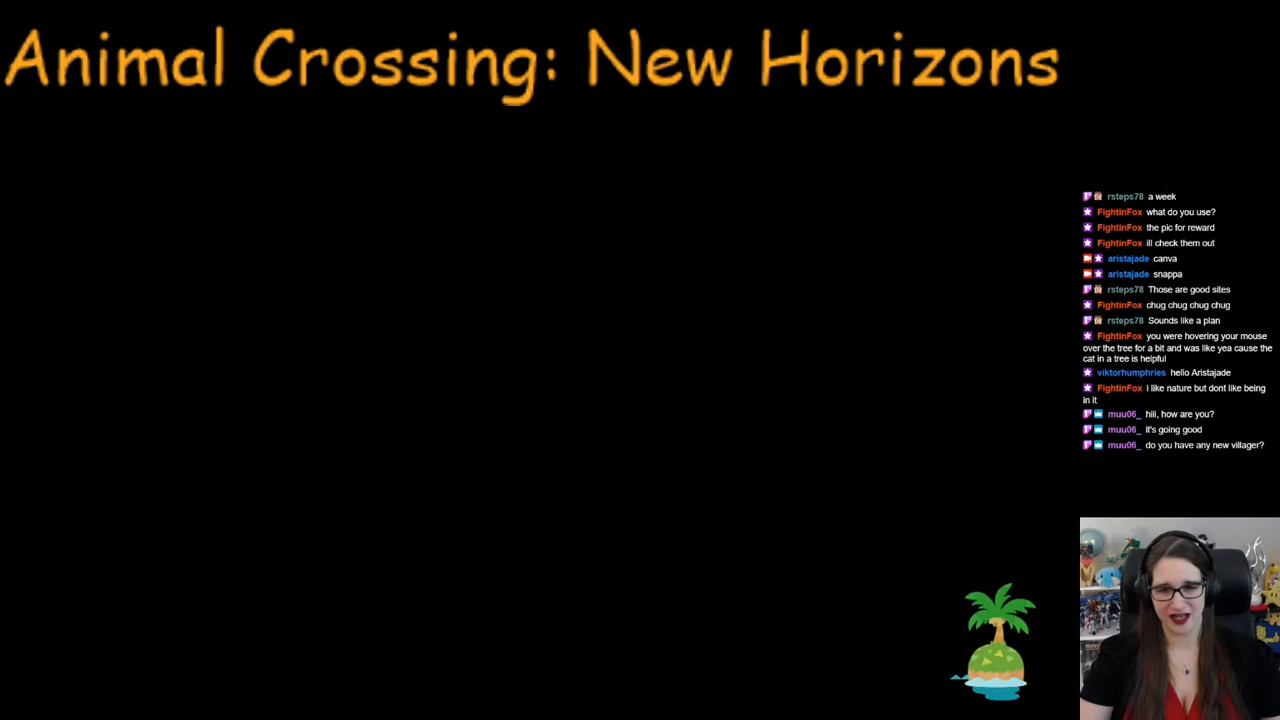 Animal Crossing: New Horizons
rsteps78 a week
FightinFox what do you use?
FightinFox the pic for reward
FightinFox ill check them out
aristajade canva
aristajade snappa
rsteps78 Those are good sites
FightinFox chug chug chug chug
rsteps78 Sounds like a plan
FightinFox you were hovering your mouse
over the tree for a bit and was like yea cause the
cat in a tree is helpful
viktorhumphries hello Aristajade
FightinFox i like nature but dont like being
in it
muu06_ hiii, how are you?
muu06_ it's going good
muu06_ do you have any new villager?